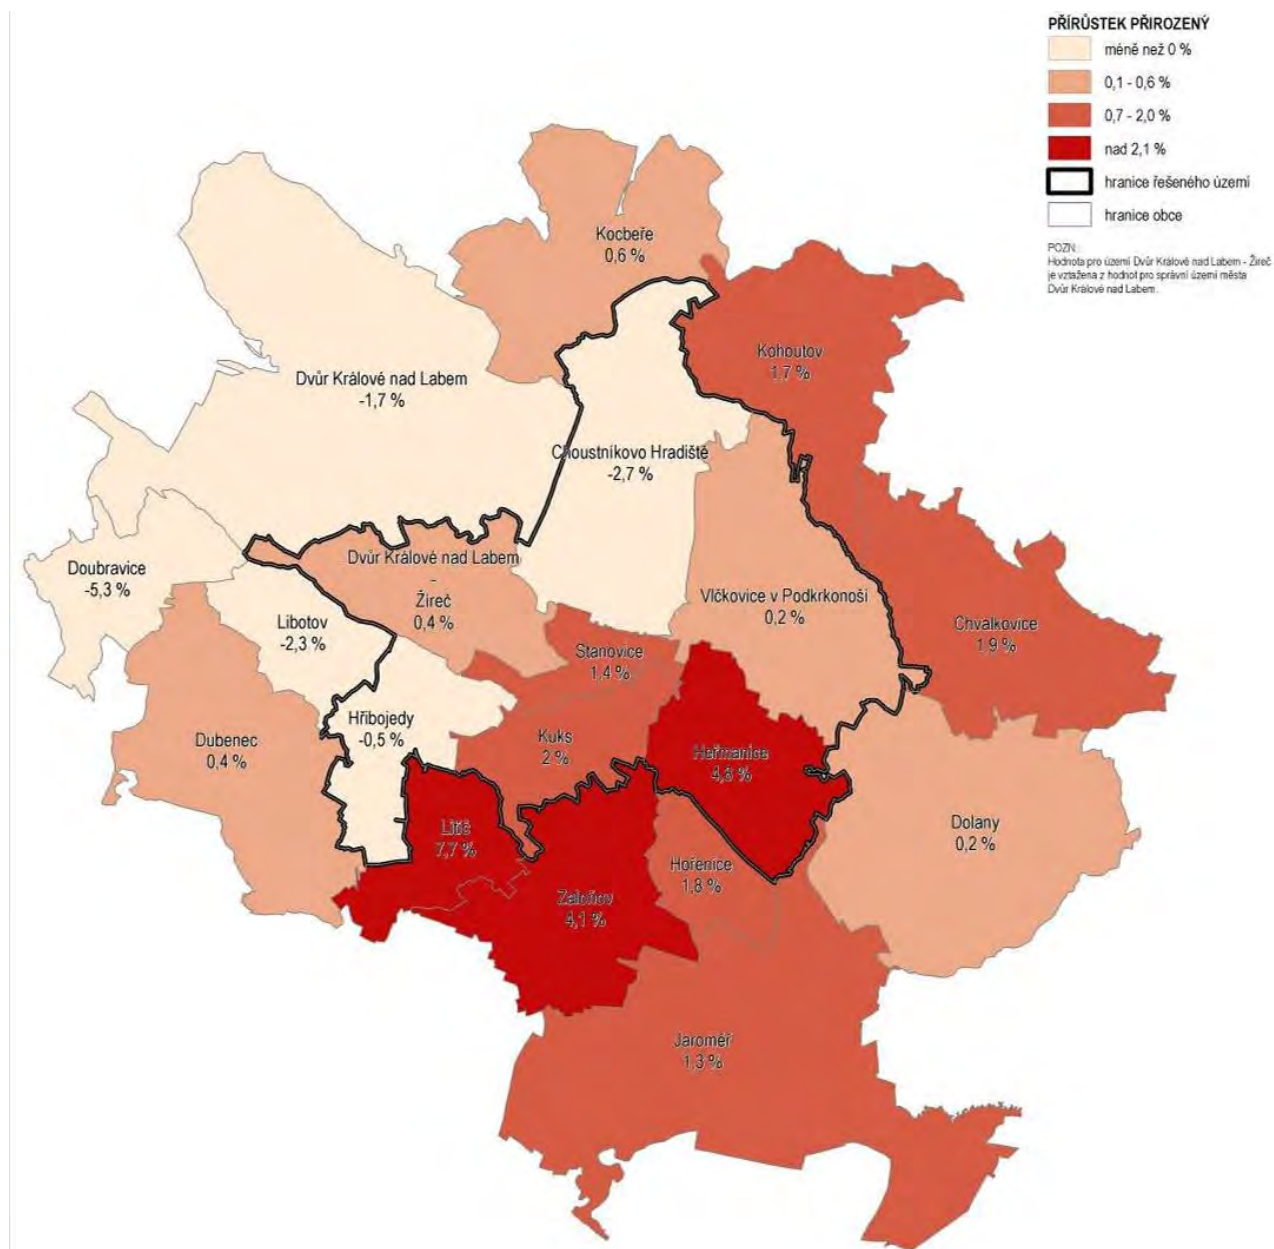 PŘÍRŮSTEK PŘIROZENÝ
méně než 0 %
0,1 - 0,6 %
0,7 - 2,0 %
nad 2,1 %
hranice řešeného území
hranice obce
POZN.:
Hodnota pro území Dvůr Králové nad Labem - Žireč
je vztažena z hodnot pro správní území města
Dvůr Králové nad Labem.
Kocbeře
0,6 %
Kohoutov
1,7 %
Dvůr Králové nad Labem
-1,7 %
Choustníkovo Hradiště
-2,7 %
Doubravice
-5,3 %
Dvůr Králové nad Labem
-
Žireč
0,4 %
Vlčkovice v Podkrkonoší
0,2 %
Libotov
-2,3 %
Chvalkovice
1,9 %
Stanovice
1,4 %
Hřibojedy
-0,5 %
Dubenec
0,4 %
Kuks
2 %
Heřmanice
4,8 %
Litíč
7,7 %
Dolany
0,2 %
Hořenice
1,8 %
Zaloňov
4,1 %
Jaroměř
1,3 %